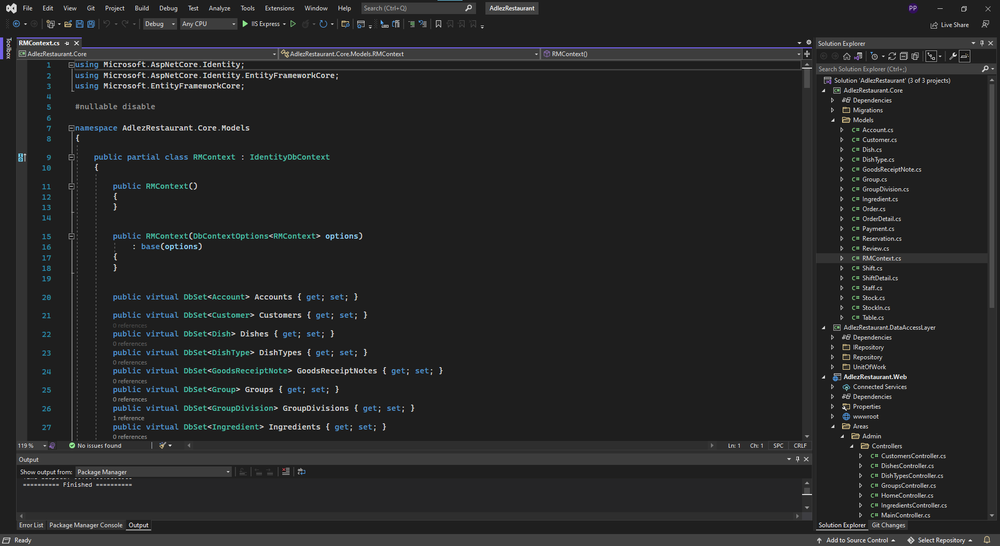 File Edit View Git Project Build Debug Test Analyze Tools Extensions Window Help Search (Ctrl+Q) AdlezRestaurant PP
Debug Any CPU IIS Express Live Share
Toolbox
RMContext.cs
AdlezRestaurant.Core AdlezRestaurant.Core.Models.RMContext RMContext()
1 using Microsoft.AspNetCore.Identity;
2 using Microsoft.AspNetCore.Identity.EntityFrameworkCore;
3 using Microsoft.EntityFrameworkCore;
4
5 #nullable disable
6
7 namespace AdlezRestaurant.Core.Models
8 {
9 public partial class RMContext : IdentityDbContext
10 {
11 public RMContext()
12 {
13 }
14
15 public RMContext(DbContextOptions<RMContext> options)
16 : base(options)
17 {
18 }
19
20 public virtual DbSet<Account> Accounts { get; set; }
21 public virtual DbSet<Customer> Customers { get; set; }
0 references
22 public virtual DbSet<Dish> Dishes { get; set; }
0 references
23 public virtual DbSet<DishType> DishTypes { get; set; }
0 references
24 public virtual DbSet<GoodsReceiptNote> GoodsReceiptNotes { get; set; }
0 references
25 public virtual DbSet<Group> Groups { get; set; }
0 references
26 public virtual DbSet<GroupDivision> GroupDivisions { get; set; }
1 reference
27 public virtual DbSet<Ingredient> Ingredients { get; set; }
0 references
119 % No issues found Ln: 1 Ch: 1 SPC CRLF
Output
Show output from: Package Manager
========== Finished ==========
Error List Package Manager Console Output
Solution Explorer
Search Solution Explorer (Ctrl+;)
Solution 'AdlezRestaurant' (3 of 3 projects)
AdlezRestaurant.Core
Dependencies
Migrations
Models
C# Account.cs
C# Customer.cs
C# Dish.cs
C# DishType.cs
C# GoodsReceiptNote.cs
C# Group.cs
C# GroupDivision.cs
C# Ingredient.cs
C# Order.cs
C# OrderDetail.cs
C# Payment.cs
C# Reservation.cs
C# Review.cs
C# RMContext.cs
C# Shift.cs
C# ShiftDetail.cs
C# Staff.cs
C# Stock.cs
C# StockIn.cs
C# Table.cs
AdlezRestaurant.DataAccessLayer
Dependencies
IRepository
Repository
UnitOfWork
AdlezRestaurant.Web
Connected Services
Dependencies
Properties
wwwroot
Areas
Admin
Controllers
C# CustomersController.cs
C# DishesController.cs
C# DishTypesController.cs
C# GroupsController.cs
C# HomeController.cs
C# IngredientsController.cs
C# MainController.cs
Solution Explorer Git Changes
Ready Add to Source Control Select Repository